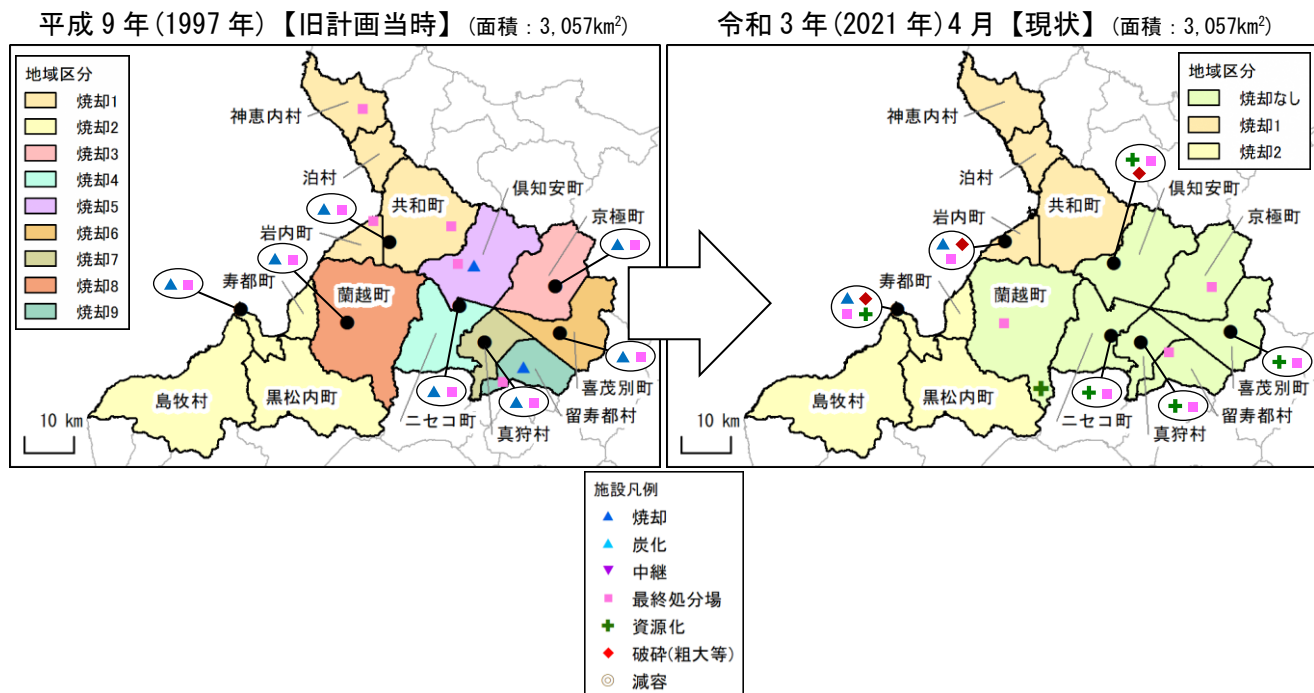 平成9年(1997年)【旧計画当時】(面積：3,057km²)
地域区分
焼却1
焼却2
焼却3
焼却4
焼却5
焼却6
焼却7
焼却8
焼却9
神恵内村
泊村
共和町
倶知安町
京極町
岩内町
寿都町
蘭越町
島牧村
黒松内町
ニセコ町
真狩村
留寿都村
喜茂別町
10 km
令和3年(2021年)4月【現状】(面積：3,057km²)
地域区分
焼却なし
焼却1
焼却2
神恵内村
泊村
共和町
倶知安町
京極町
岩内町
寿都町
蘭越町
島牧村
黒松内町
ニセコ町
真狩村
留寿都村
喜茂別町
10 km
施設凡例
焼却
炭化
中継
最終処分場
資源化
破砕(粗大等)
減容